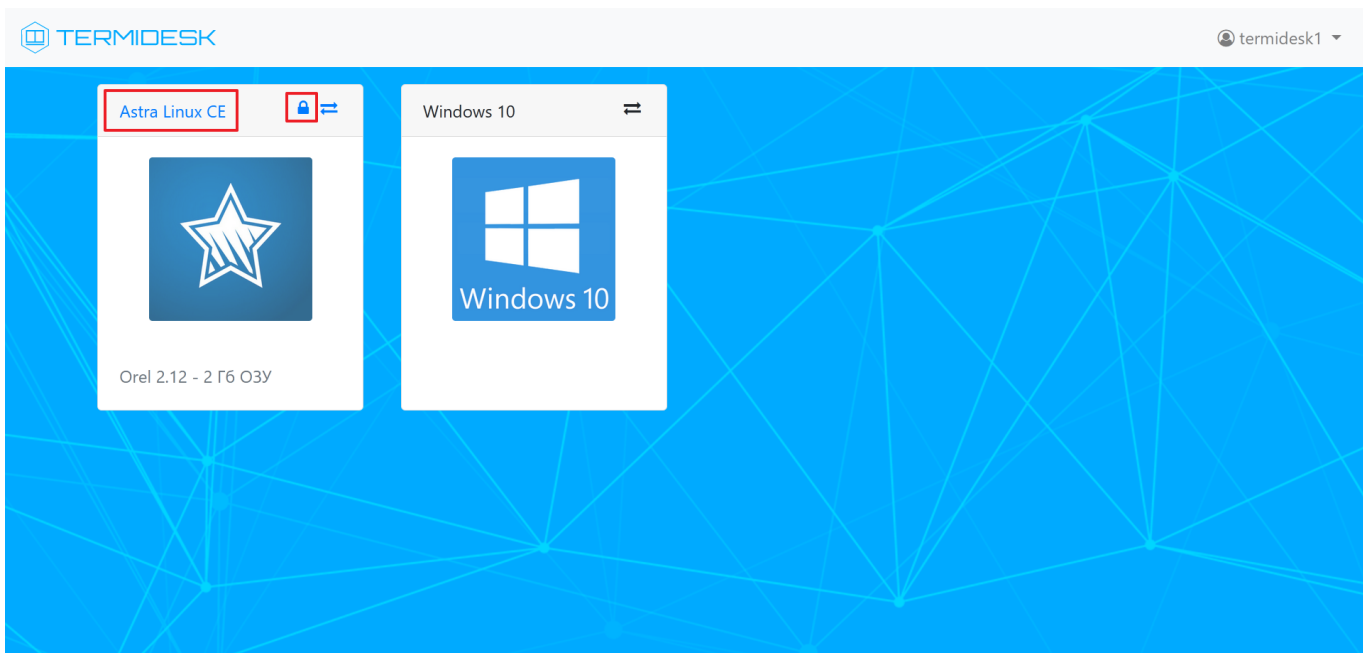 TERMIDESK
termidesk1
Astra Linux CE
Windows 10
Windows 10
Orel 2.12 - 2 Гб ОЗУ